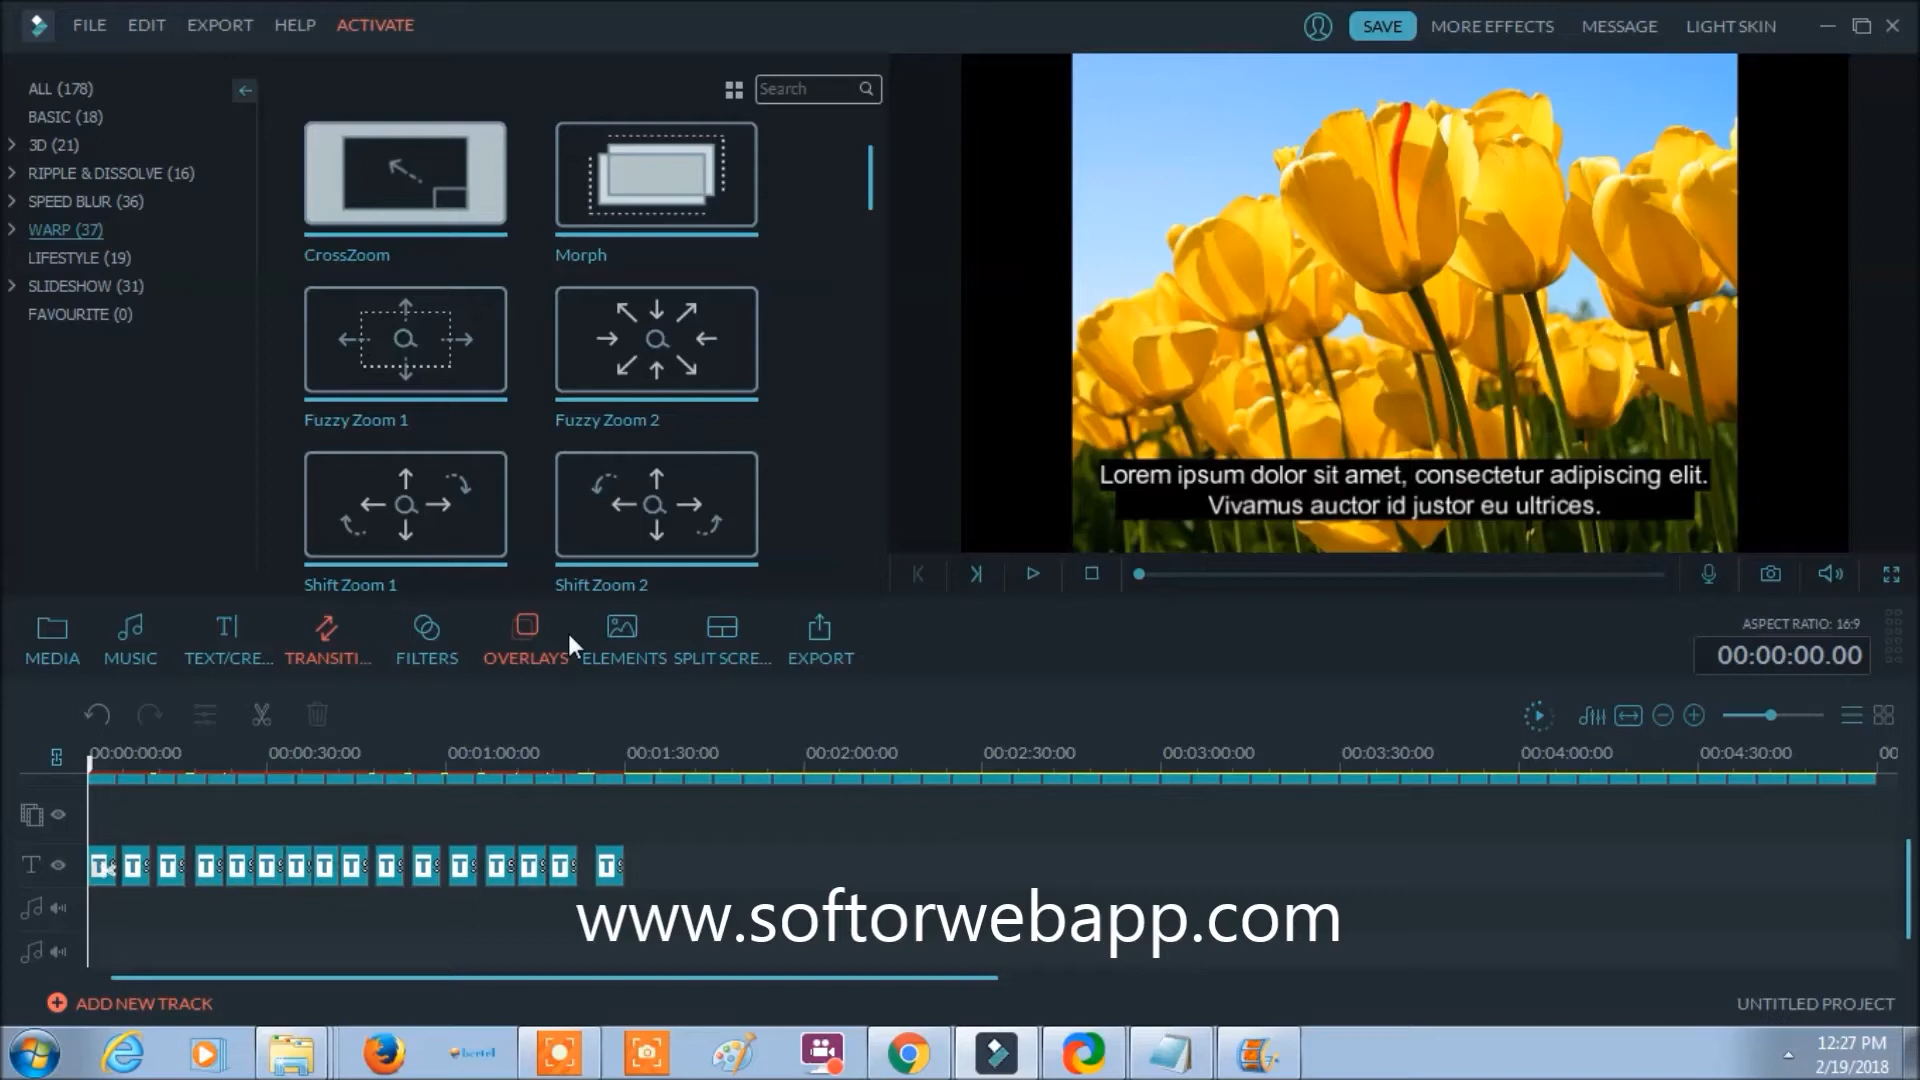 FILE EDIT EXPORT HELP ACTIVATE
SAVE MORE EFFECTS MESSAGE LIGHT SKIN
ALL (178)
BASIC (18)
3D (21)
RIPPLE & DISSOLVE (16)
SPEED BLUR (36)
WARP (37)
LIFESTYLE (19)
SLIDESHOW (31)
FAVOURITE (0)
Search
CrossZoom Morph
Fuzzy Zoom 1 Fuzzy Zoom 2
Shift Zoom 1 Shift Zoom 2
Lorem ipsum dolor sit amet, consectetur adipiscing elit.
Vivamus auctor id justor eu ultrices.
MEDIA MUSIC TEXT/CRE... TRANSITI... FILTERS OVERLAYS ELEMENTS SPLIT SCRE... EXPORT
ASPECT RATIO: 16:9
00:00:00.00
00:00:00:00 00:00:30:00 00:01:00:00 00:01:30:00 00:02:00:00 00:02:30:00 00:03:00:00 00:03:30:00 00:04:00:00 00:04:30:00 00
T T T T T T T T T T T T T T T T
www.softorwebapp.com
ADD NEW TRACK
UNTITLED PROJECT
12:27 PM
2/19/2018